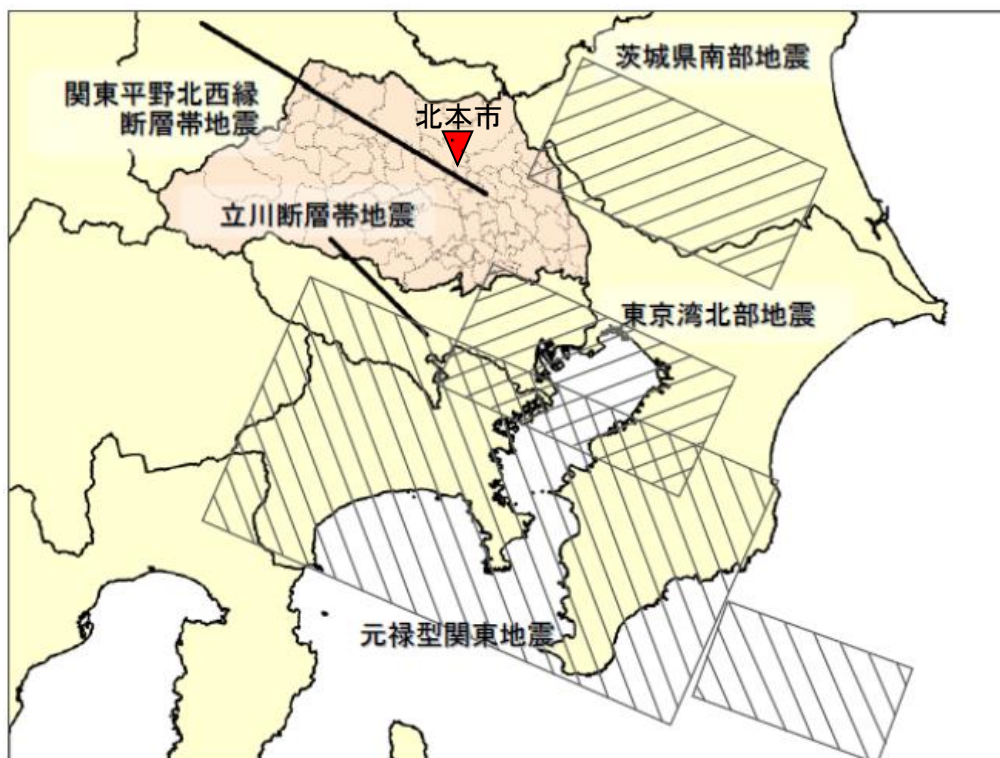 茨城県南部地震
関東平野北西縁
断層帯地震
北本市
立川断層帯地震
東京湾北部地震
元禄型関東地震